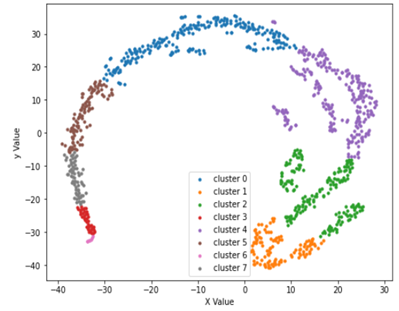 30
20
10
0
−10
−20
−30
−40
y Value
cluster 0
cluster 1
cluster 2
cluster 3
cluster 4
cluster 5
cluster 6
cluster 7
−40 −30 −20 −10 0 10 20 30
X Value